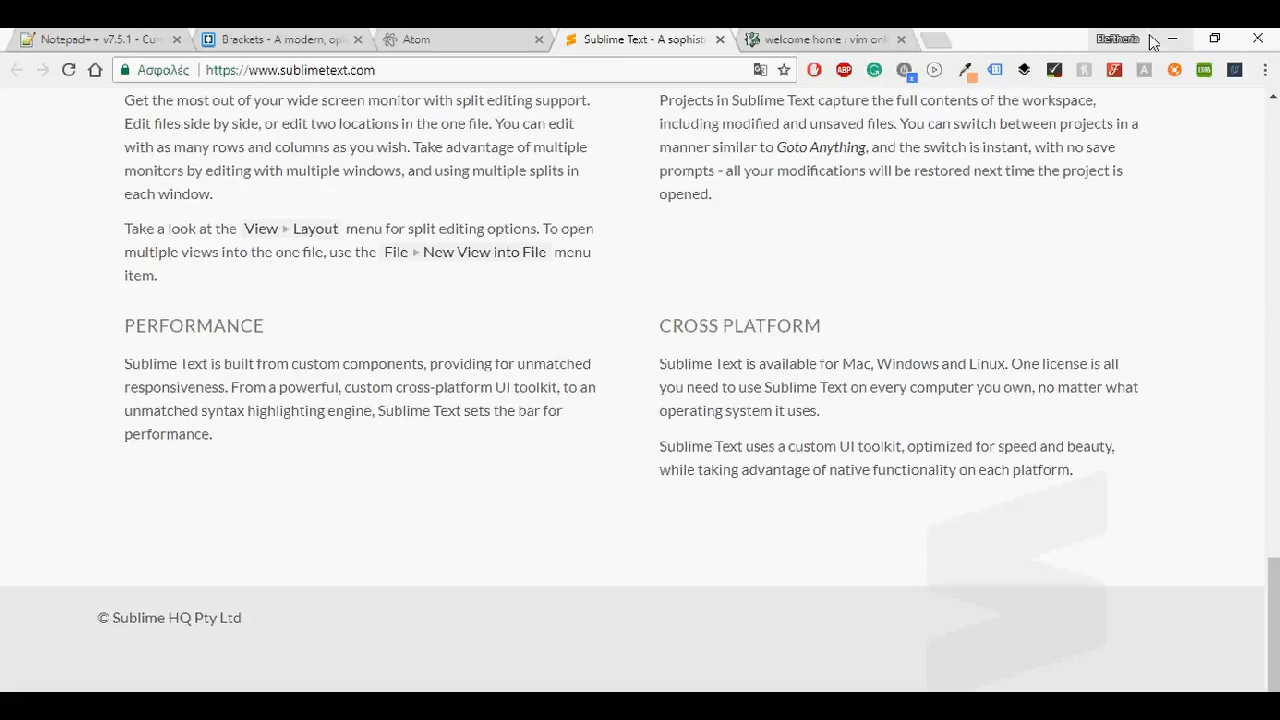 Notepad++ v7.5.1 - Curr
Brackets - A modern, ope
Atom
Sublime Text - A sophisti
welcome home : vim onli
Eleftheria
Ασφαλές
https://www.sublimetext.com
Get the most out of your wide screen monitor with split editing support.
Edit files side by side, or edit two locations in the one file. You can edit
with as many rows and columns as you wish. Take advantage of multiple
monitors by editing with multiple windows, and using multiple splits in
each window.
Take a look at the View ▸ Layout menu for split editing options. To open
multiple views into the one file, use the File ▸ New View into File menu
item.
Projects in Sublime Text capture the full contents of the workspace,
including modified and unsaved files. You can switch between projects in a
manner similar to Goto Anything, and the switch is instant, with no save
prompts - all your modifications will be restored next time the project is
opened.
PERFORMANCE
Sublime Text is built from custom components, providing for unmatched
responsiveness. From a powerful, custom cross-platform UI toolkit, to an
unmatched syntax highlighting engine, Sublime Text sets the bar for
performance.
CROSS PLATFORM
Sublime Text is available for Mac, Windows and Linux. One license is all
you need to use Sublime Text on every computer you own, no matter what
operating system it uses.
Sublime Text uses a custom UI toolkit, optimized for speed and beauty,
while taking advantage of native functionality on each platform.
© Sublime HQ Pty Ltd